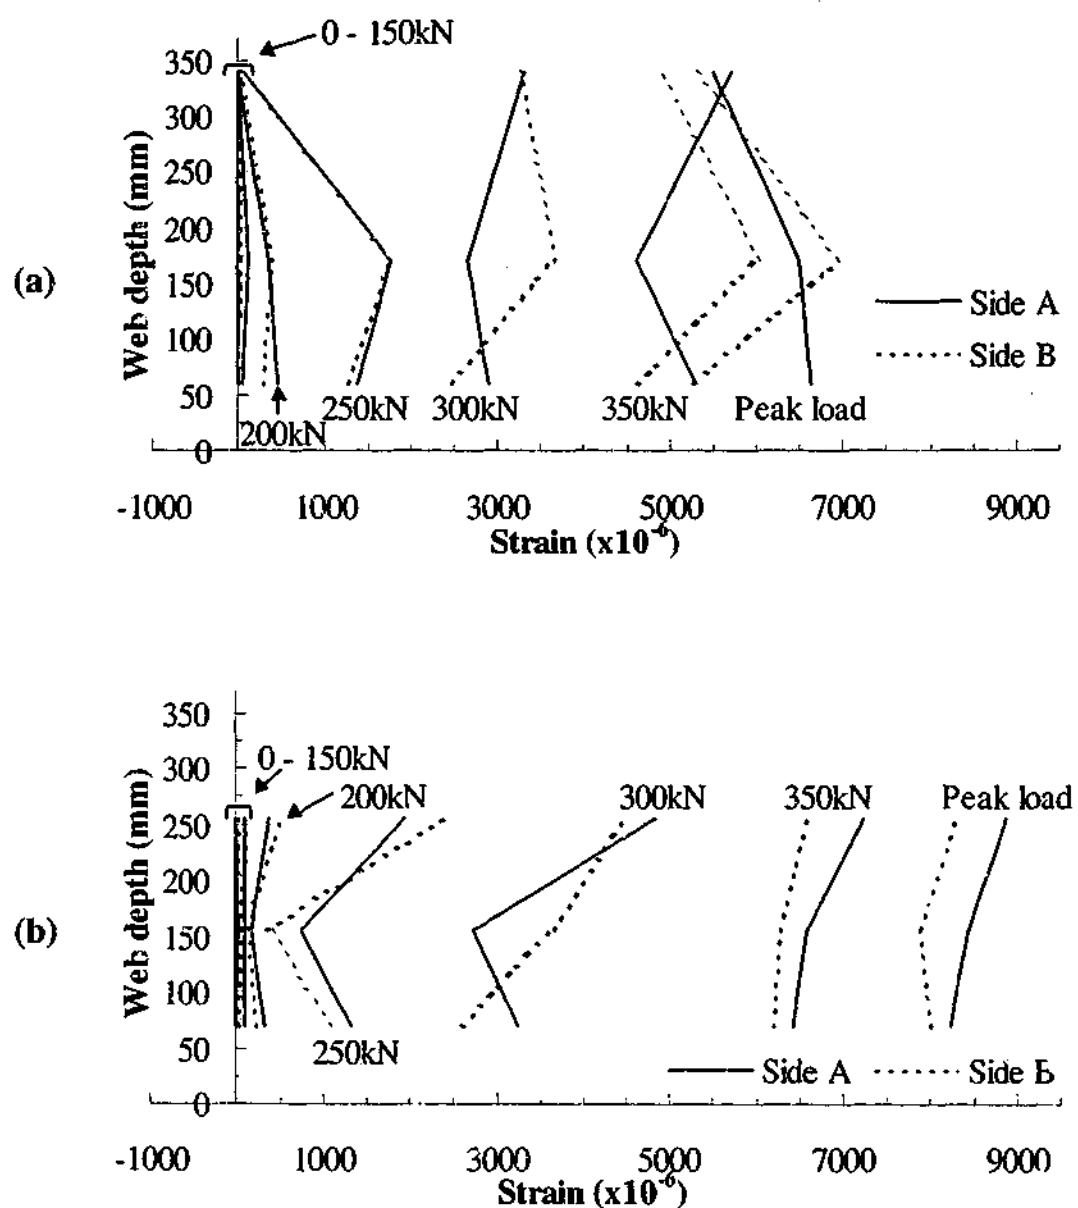 0 - 150kN
350
300
250
200
150
100
50
0
Web depth (mm)
(a)
Side A
Side B
200kN
250kN
300kN
350kN
Peak load
-1000
1000
3000
5000
7000
9000
Strain (x10⁻⁶)
350
300
250
200
150
100
50
0
Web depth (mm)
(b)
0 - 150kN
200kN
300kN
350kN
Peak load
250kN
Side A
Side B
-1000
1000
3000
5000
7000
9000
Strain (x10⁻⁶)